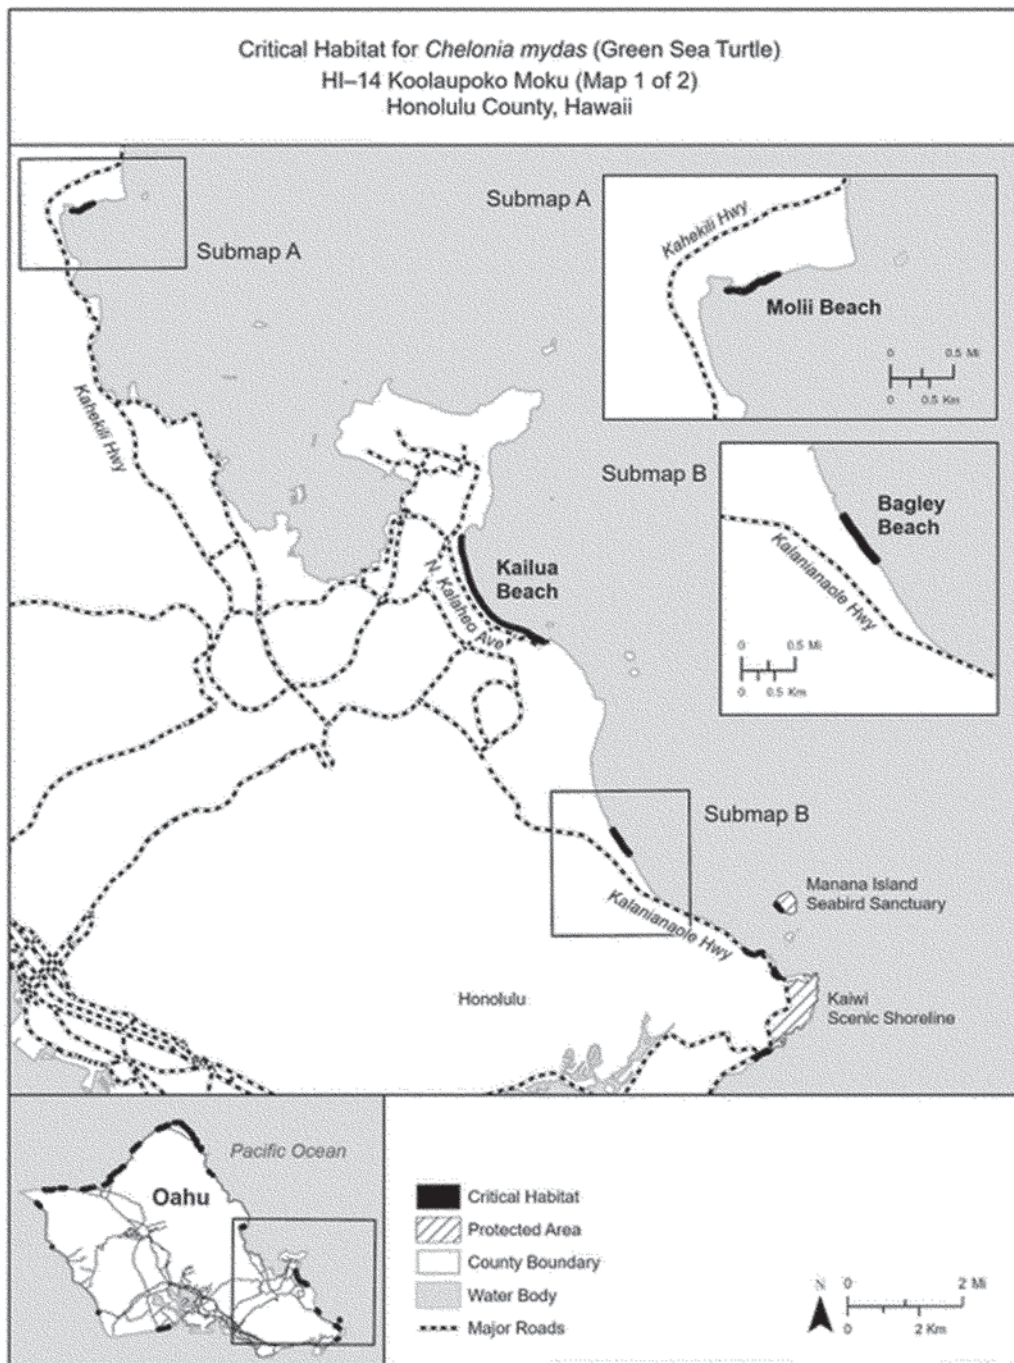 Critical Habitat for Chelonia mydas (Green Sea Turtle)
HI–14 Koolaupoko Moku (Map 1 of 2)
Honolulu County, Hawaii
Submap A
Submap A
Kahekili Hwy
Molii Beach
0 0.5 Mi
0 0.5 Km
Kahekili Hwy
Submap B
Bagley
Beach
Kalanianaole Hwy
0 0.5 Mi
0 0.5 Km
Kailua
Beach
N. Kalaheo Ave
Submap B
Manana Island
Seabird Sanctuary
Kalanianaole Hwy
Honolulu
Kaiwi
Scenic Shoreline
Pacific Ocean
Oahu
Critical Habitat
Protected Area
County Boundary
Water Body
Major Roads
N
0 2 Mi
0 2 Km